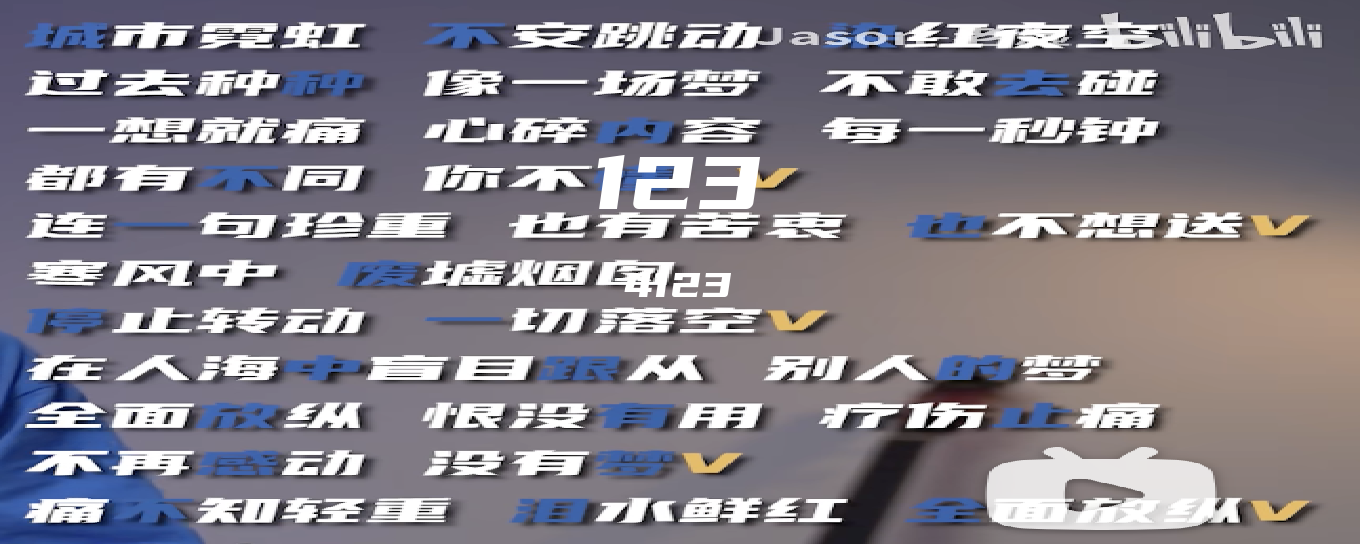 城市霓虹 不安跳动 染红夜空
Jason bilibili
过去种种 像一场梦 不敢去碰
一想就痛 心碎内容 每一秒钟
都有不同 你不 V
123
连一句珍重 也有苦衷 也不想送V
寒风中 废墟烟囱
4123
停止转动 一切落空V
在人海中盲目跟从 别人的梦
全面放纵 恨没有用 疗伤止痛
不再感动 没有梦V
痛不知轻重 泪水鲜红 全面放纵V